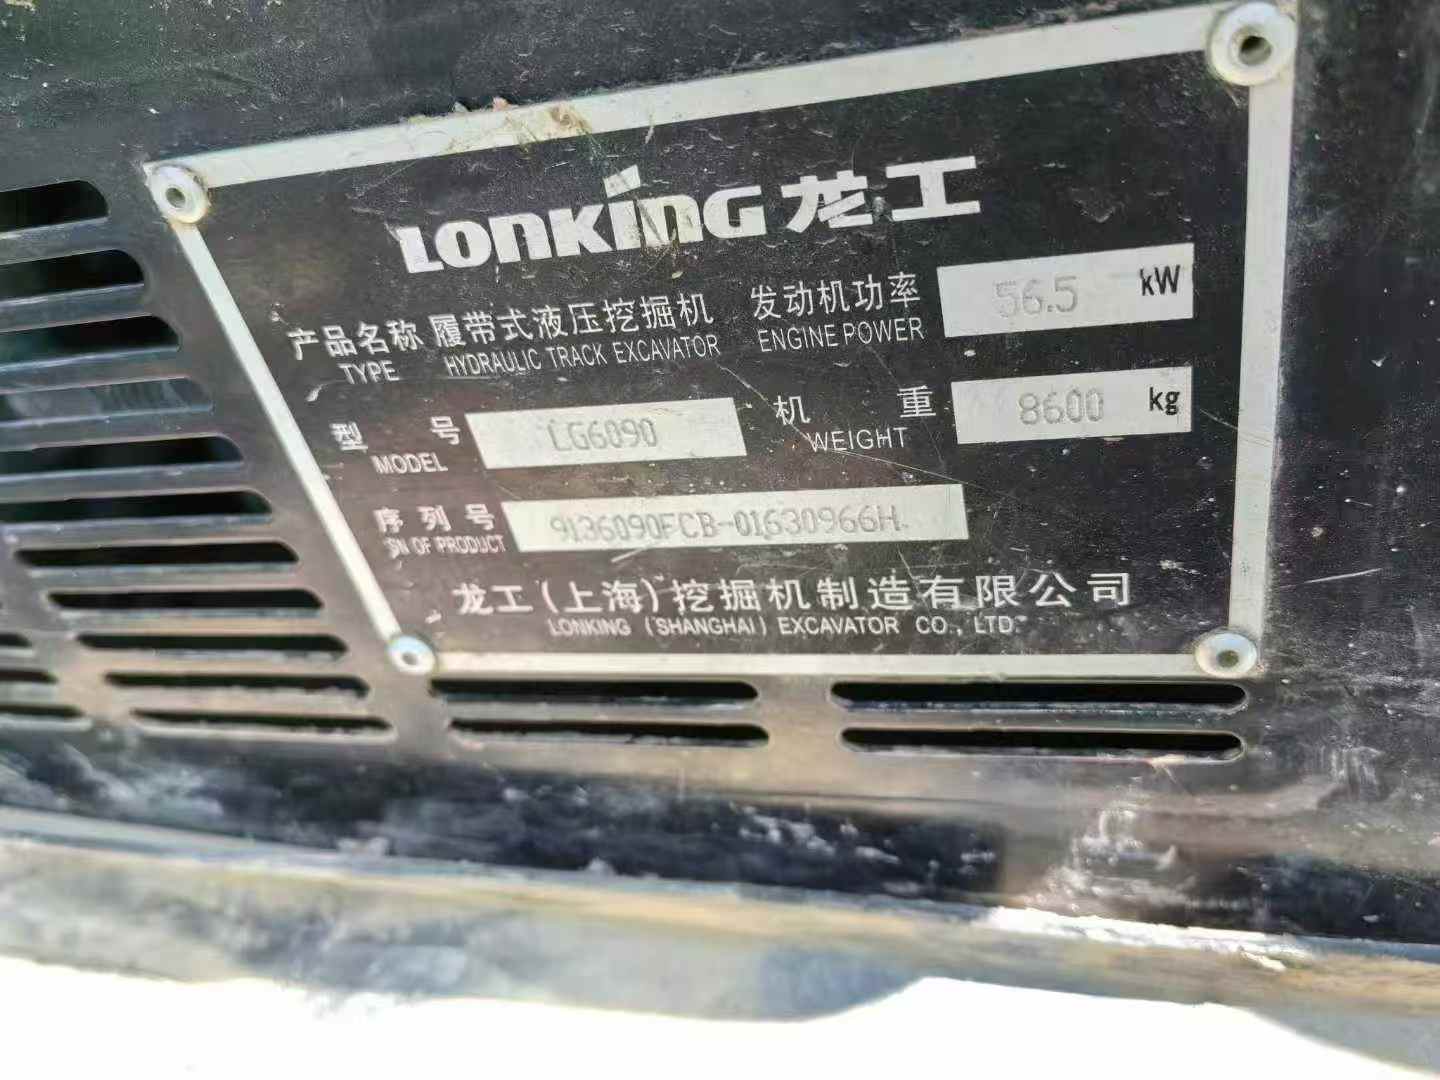 LONKING 龙工
产品名称 履带式液压挖掘机 发动机功率 56.5 kW
TYPE HYDRAULIC TRACK EXCAVATOR ENGINE POWER
型号 LG6090 机重 8600 kg
MODEL WEIGHT
序列号 9136090FCB-01630966H
SN OF PRODUCT
龙工(上海)挖掘机制造有限公司
LONKING (SHANGHAI) EXCAVATOR CO., LTD.